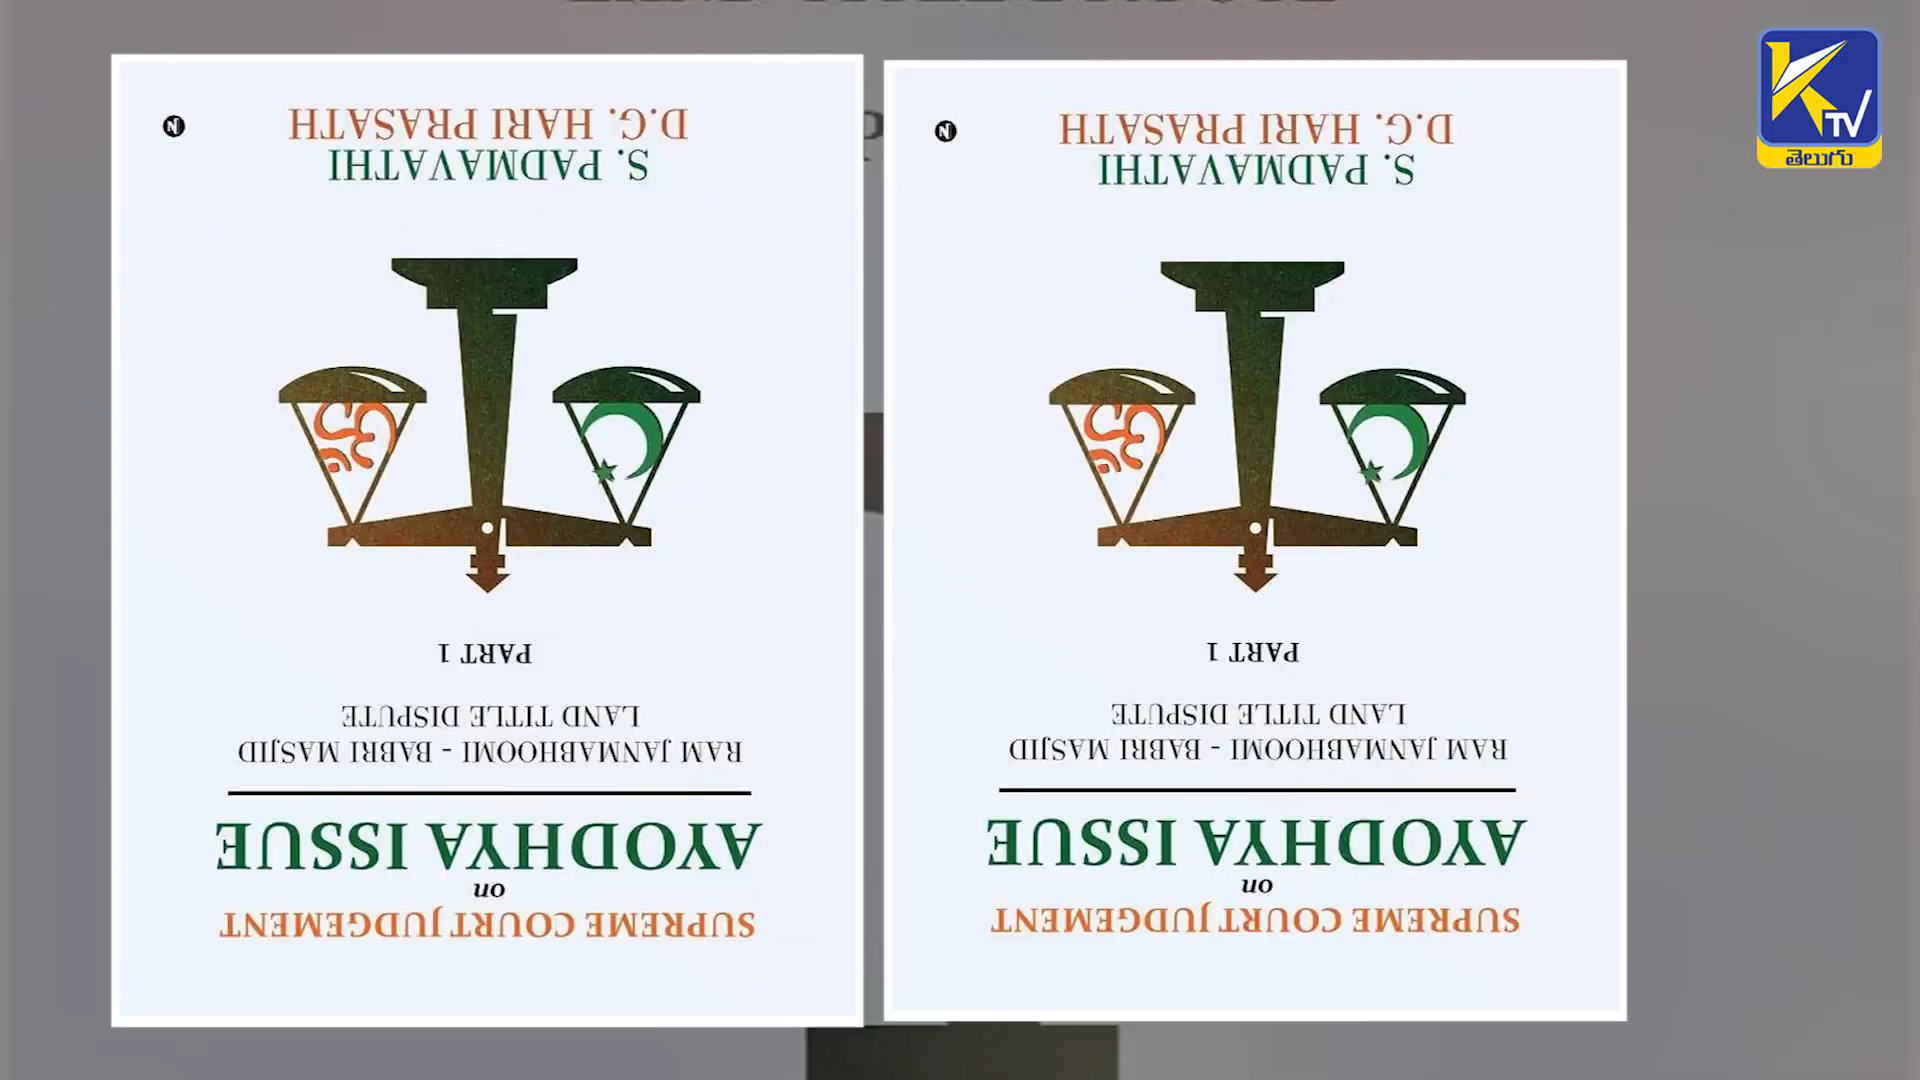 SUPREME COURT JUDGEMENT
on
AYODHYA ISSUE
RAM JANMABHOOMI - BABRI MASJID
LAND TITLE DISPUTE
PART 1
S. PADMAVATHI
D.G. HARI PRASATH
N
SUPREME COURT JUDGEMENT
on
AYODHYA ISSUE
RAM JANMABHOOMI - BABRI MASJID
LAND TITLE DISPUTE
PART 1
S. PADMAVATHI
D.G. HARI PRASATH
N
K TV
తెలుగు